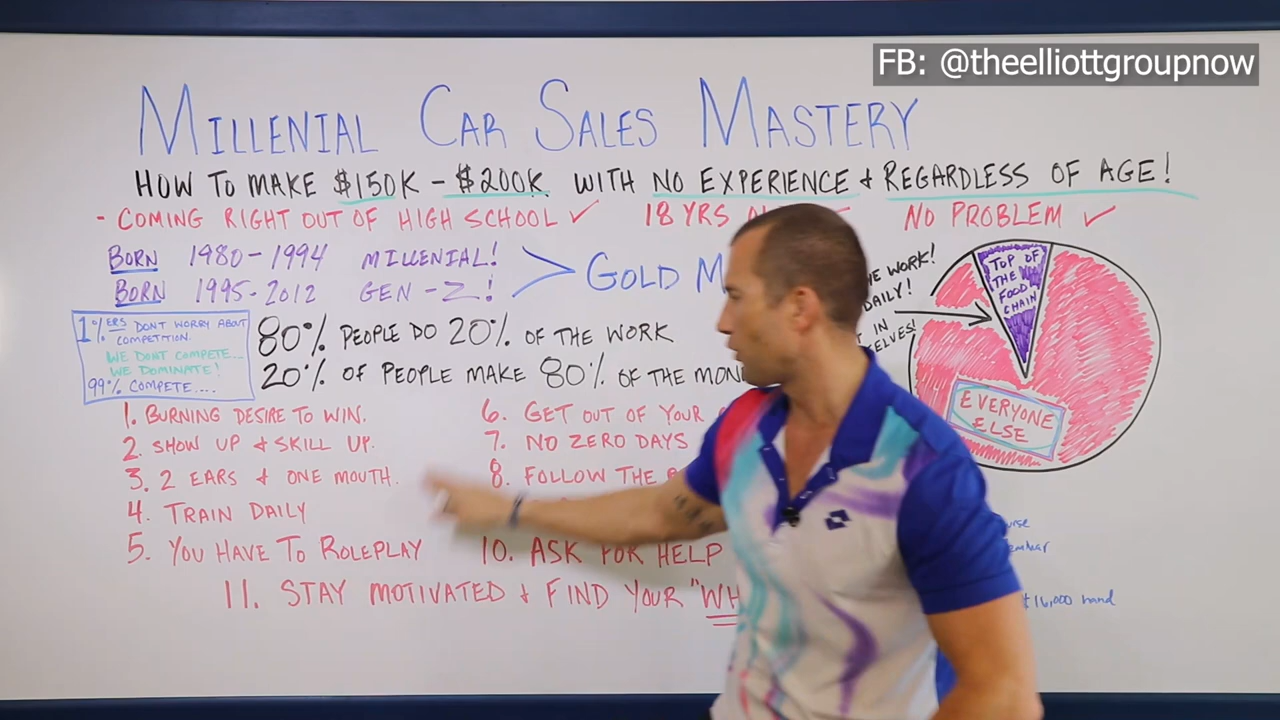 FB: @theelliottgroupnow
MILLENIAL CAR SALES MASTERY
HOW TO MAKE $150K - $200K WITH NO EXPERIENCE & REGARDLESS OF AGE!
- COMING RIGHT OUT OF HIGH SCHOOL ✓ 18 YRS NO PROBLEM ✓
BORN 1980-1994 MILLENIAL!
BORN 1995-2012 GEN-Z!
GOLD M
WORK!
DAILY!
IN
TOP OF
THE
FOOD
CHAIN
EVERYONE
ELSE
1%ERS DONT WORRY ABOUT
COMPETITION.
WE DONT COMPETE...
WE DOMINATE!
99% COMPETE....
80% PEOPLE DO 20% OF THE WORK
20% OF PEOPLE MAKE 80% OF THE MON
1. BURNING DESIRE TO WIN.
2. SHOW UP & SKILL UP.
3. 2 EARS & ONE MOUTH.
4. TRAIN DAILY
5. YOU HAVE TO ROLEPLAY
6. GET OUT OF YOUR
7. NO ZERO DAYS
8. FOLLOW THE
10. ASK FOR HELP
11. STAY MOTIVATED & FIND YOUR "WH
16,000 hand